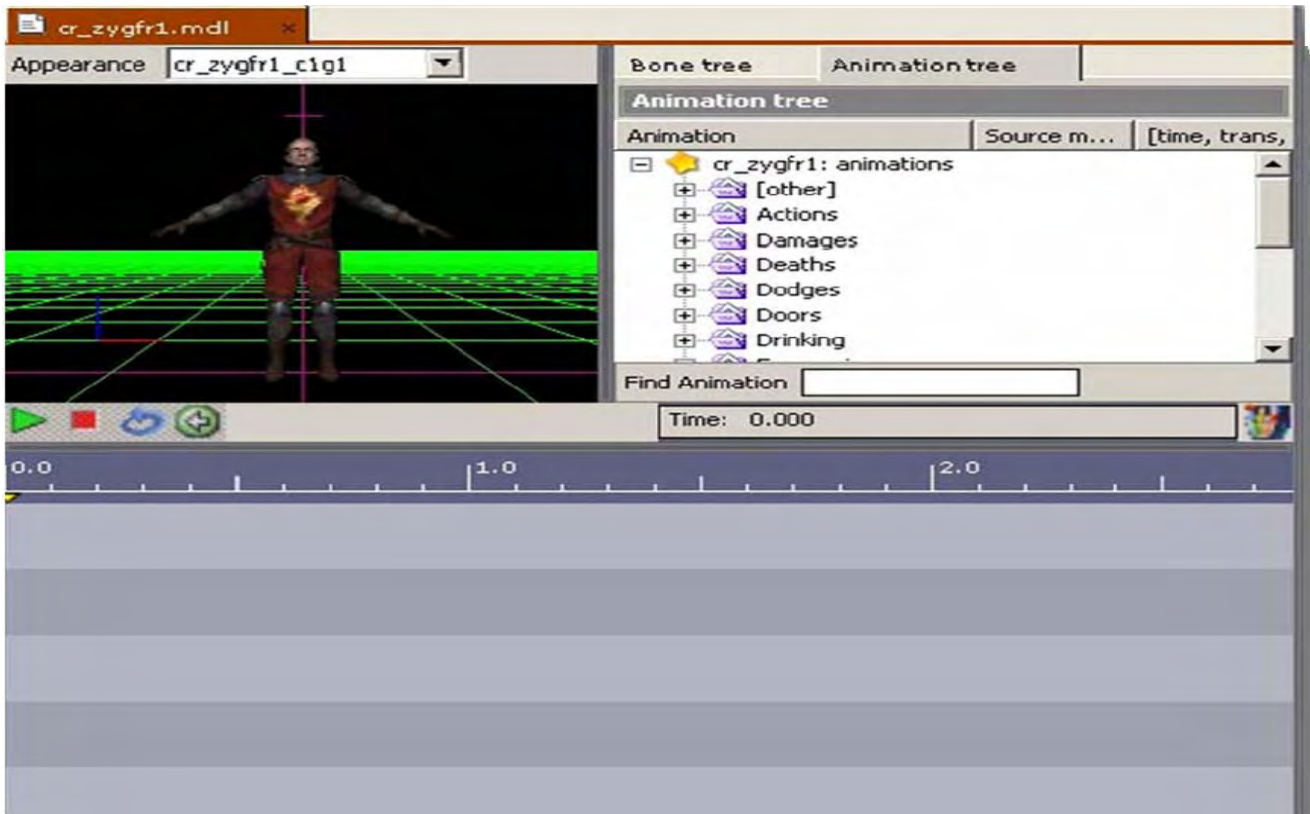 cr_zygfr1.mdl
Appearance cr_zygfr1_c1g1
Bone tree Animation tree
Animation tree
Animation Source m... [time, trans,
cr_zygfr1: animations
[other]
Actions
Damages
Deaths
Dodges
Doors
Drinking
Find Animation
Time: 0.000
0.0 1.0 2.0